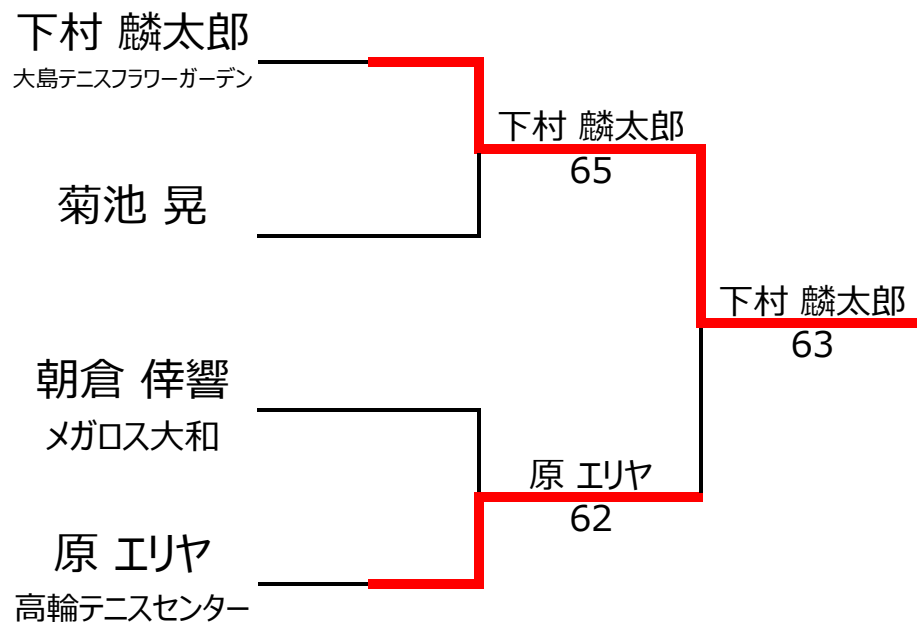 下村 麟太郎
大島テニスフラワーガーデン
下村 麟太郎
65
菊池 晃
下村 麟太郎
63
朝倉 倖響
メガロス大和
原 エリヤ
62
原 エリヤ
高輪テニスセンター